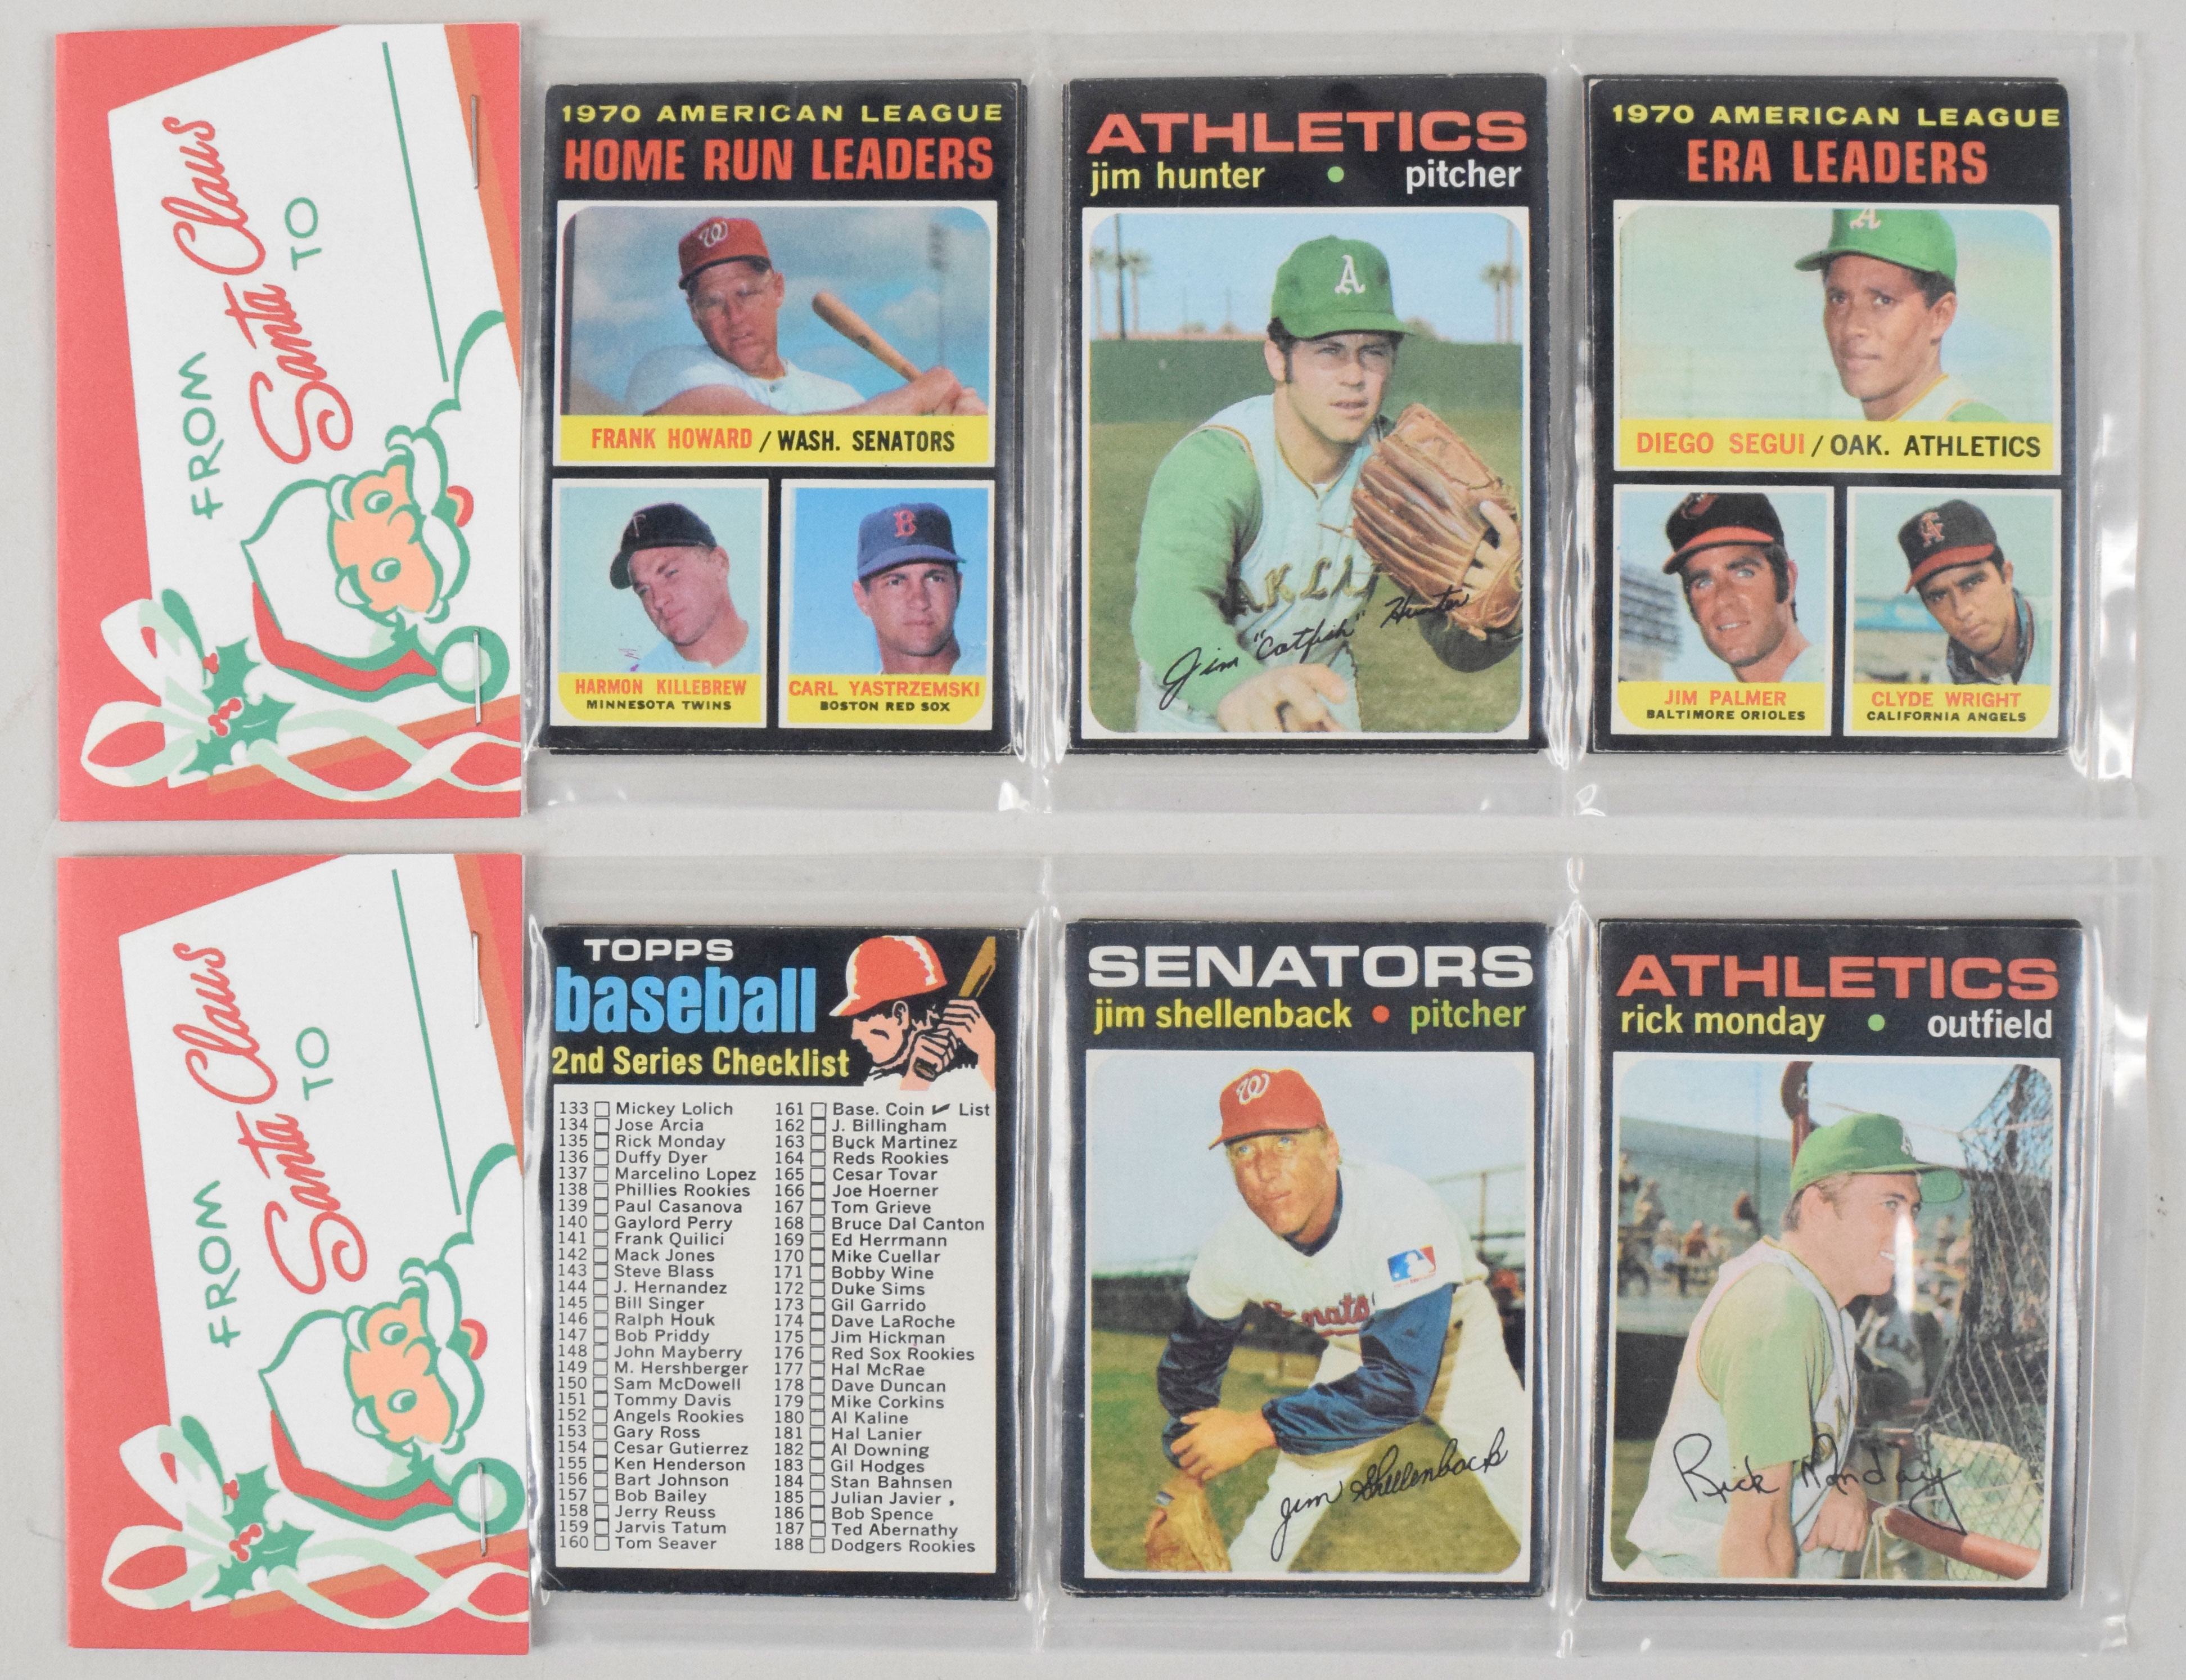 FROM
Santa Claus
TO
1970 AMERICAN LEAGUE
HOME RUN LEADERS
W
FRANK HOWARD / WASH. SENATORS
HARMON KILLEBREW
MINNESOTA TWINS
B
CARL YASTRZEMSKI
BOSTON RED SOX
ATHLETICS
jim hunter • pitcher
A
AKLA
Jim "Catfish" Hunter
1970 AMERICAN LEAGUE
ERA LEADERS
A
DIEGO SEGUI / OAK. ATHLETICS
JIM PALMER
BALTIMORE ORIOLES
CLYDE WRIGHT
CALIFORNIA ANGELS
FROM
Santa Claus
TO
TOPPS
baseball
2nd Series Checklist
133 Mickey Lolich
134 Jose Arcia
135 Rick Monday
136 Duffy Dyer
137 Marcelino Lopez
138 Phillies Rookies
139 Paul Casanova
140 Gaylord Perry
141 Frank Quilici
142 Mack Jones
143 Steve Blass
144 J. Hernandez
145 Bill Singer
146 Ralph Houk
147 Bob Priddy
148 John Mayberry
149 M. Hershberger
150 Sam McDowell
151 Tommy Davis
152 Angels Rookies
153 Gary Ross
154 Cesar Gutierrez
155 Ken Henderson
156 Bart Johnson
157 Bob Bailey
158 Jerry Reuss
159 Jarvis Tatum
160 Tom Seaver
161 Base. Coin ✔ List
162 J. Billingham
163 Buck Martinez
164 Reds Rookies
165 Cesar Tovar
166 Joe Hoerner
167 Tom Grieve
168 Bruce Dal Canton
169 Ed Herrmann
170 Mike Cuellar
171 Bobby Wine
172 Duke Sims
173 Gil Garrido
174 Dave LaRoche
175 Jim Hickman
176 Red Sox Rookies
177 Hal McRae
178 Dave Duncan
179 Mike Corkins
180 Al Kaline
181 Hal Lanier
182 Al Downing
183 Gil Hodges
184 Stan Bahnsen
185 Julian Javier ,
186 Bob Spence
187 Ted Abernathy
188 Dodgers Rookies
SENATORS
jim shellenback • pitcher
W
nato
Jim Shellenback
ATHLETICS
rick monday • outfield
Rick Monday